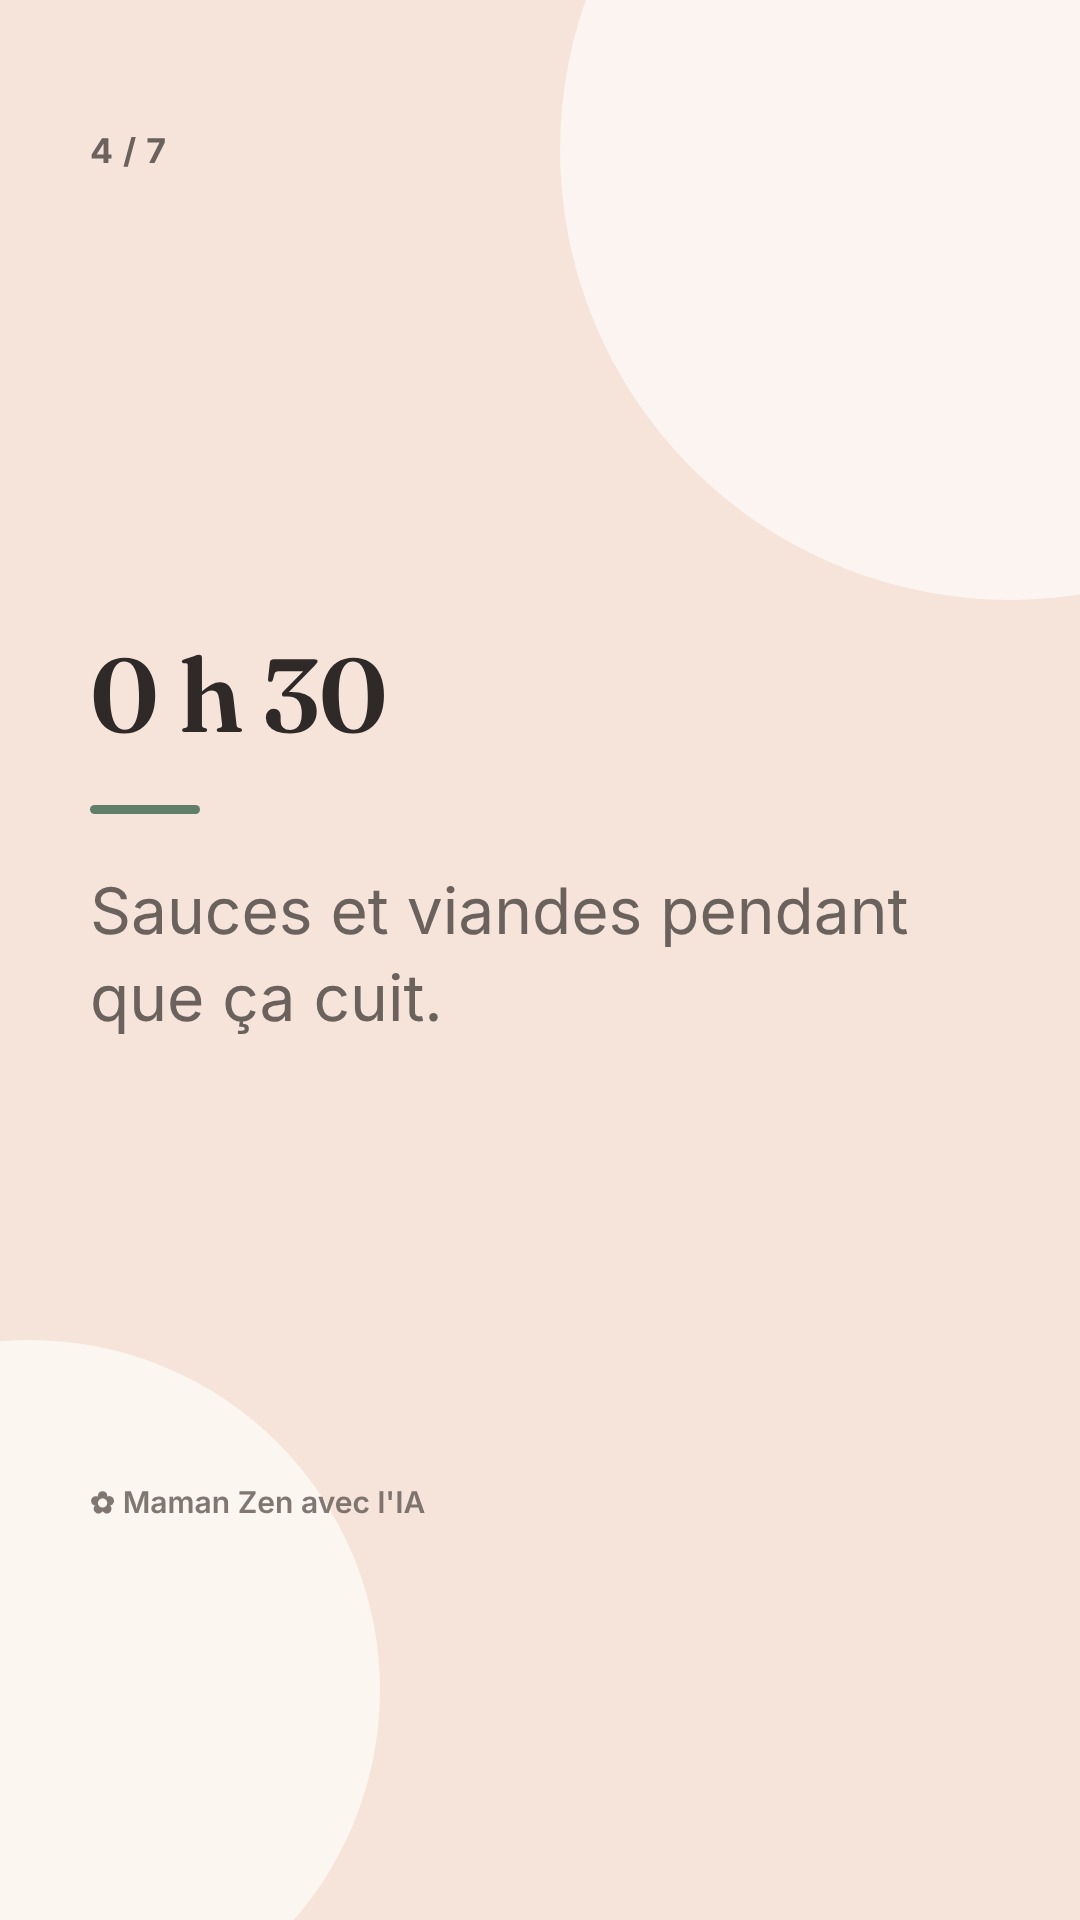 4 / 7
0 h 30
Sauces et viandes pendant
que ça cuit.
✿ Maman Zen avec l'IA